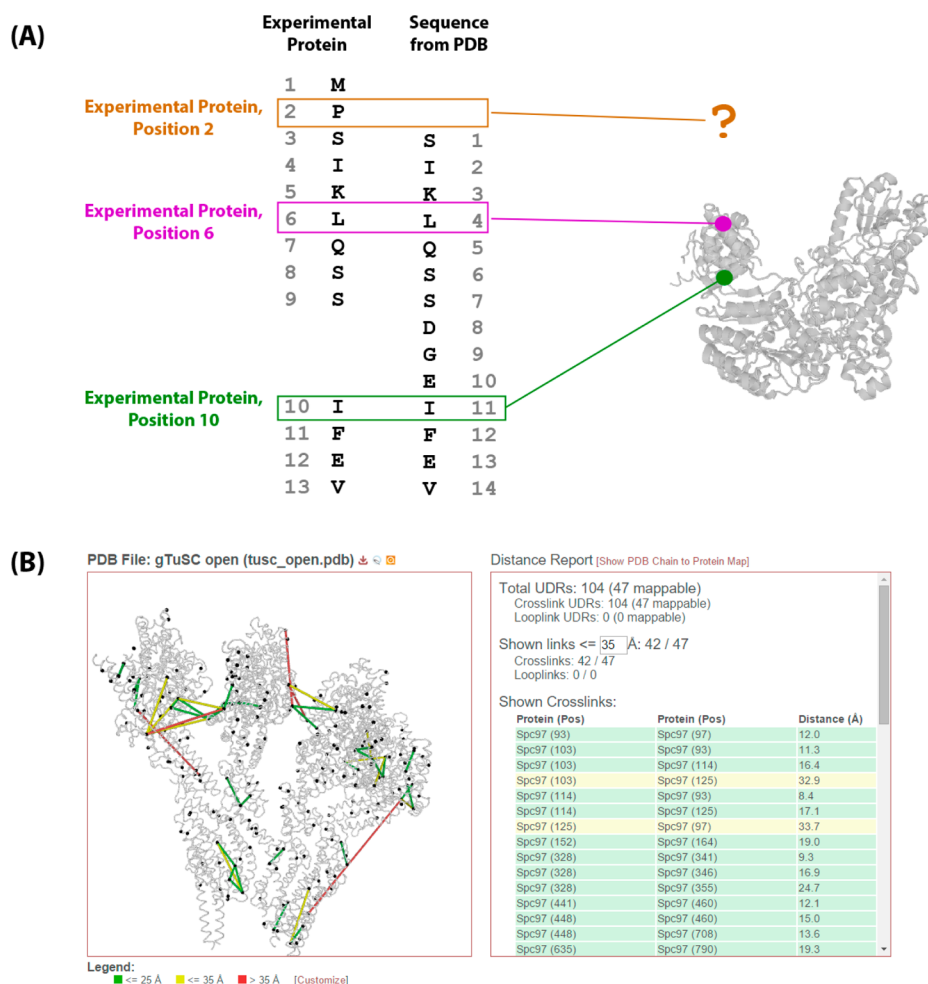 (A)
Experimental Protein
Sequence from PDB
1 M
Experimental Protein, Position 2
2 P
?
3 S S 1
4 I I 2
5 K K 3
Experimental Protein, Position 6
6 L L 4
7 Q Q 5
8 S S 6
9 S S 7
D 8
G 9
E 10
Experimental Protein, Position 10
10 I I 11
11 F F 12
12 E E 13
13 V V 14
(B)
PDB File: gTuSC open (tusc_open.pdb)
Legend:
<= 25 Å <= 35 Å > 35 Å [Customize]
Distance Report [Show PDB Chain to Protein Map]
Total UDRs: 104 (47 mappable)
Crosslink UDRs: 104 (47 mappable)
Looplink UDRs: 0 (0 mappable)
Shown links <= 35 Å: 42 / 47
Crosslinks: 42 / 47
Looplinks: 0 / 0
Shown Crosslinks:
Protein (Pos) Protein (Pos) Distance (Å)
Spc97 (93) Spc97 (97) 12.0
Spc97 (103) Spc97 (93) 11.3
Spc97 (103) Spc97 (114) 16.4
Spc97 (103) Spc97 (125) 32.9
Spc97 (114) Spc97 (93) 8.4
Spc97 (114) Spc97 (125) 17.1
Spc97 (125) Spc97 (97) 33.7
Spc97 (152) Spc97 (164) 19.0
Spc97 (328) Spc97 (341) 9.3
Spc97 (328) Spc97 (346) 16.9
Spc97 (328) Spc97 (355) 24.7
Spc97 (441) Spc97 (460) 12.1
Spc97 (448) Spc97 (460) 15.0
Spc97 (448) Spc97 (708) 13.6
Spc97 (635) Spc97 (790) 19.3